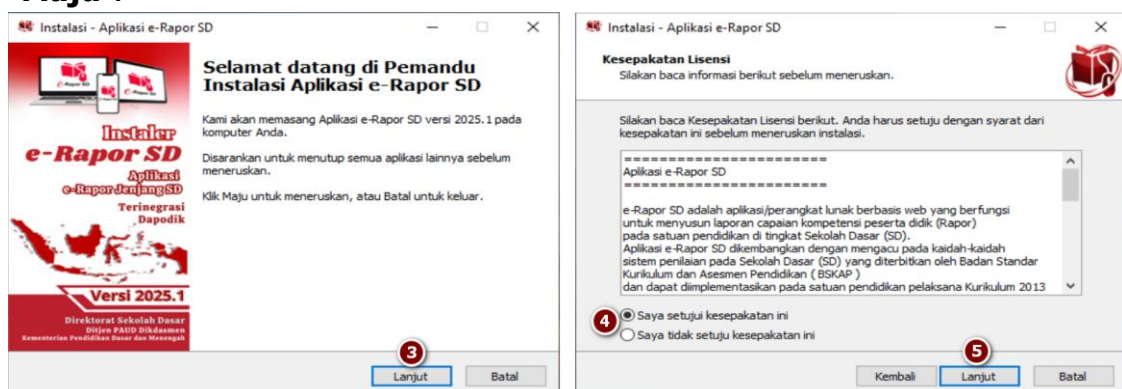 Instalasi - Aplikasi e-Rapor SD
e-Rapor SD
Instaler
e-Rapor SD
Aplikasi
e-Rapor Jenjang SD
Terinegrasi
Dapodik
Versi 2025.1
Direktorat Sekolah Dasar
Ditjen PAUD Dikdasmen
Kementerian Pendidikan Dasar dan Menengah
Selamat datang di Pemandu
Instalasi Aplikasi e-Rapor SD
Kami akan memasang Aplikasi e-Rapor SD versi 2025.1 pada
komputer Anda.
Disarankan untuk menutup semua aplikasi lainnya sebelum
meneruskan.
Klik Maju untuk meneruskan, atau Batal untuk keluar.
3
Lanjut Batal
Instalasi - Aplikasi e-Rapor SD
Kesepakatan Lisensi
Silakan baca informasi berikut sebelum meneruskan.
Silakan baca Kesepakatan Lisensi berikut. Anda harus setuju dengan syarat dari
kesepakatan ini sebelum meneruskan instalasi.
========================
Aplikasi e-Rapor SD
========================
e-Rapor SD adalah aplikasi/perangkat lunak berbasis web yang berfungsi
untuk menyusun laporan capaian kompetensi peserta didik (Rapor)
pada satuan pendidikan di tingkat Sekolah Dasar (SD).
Aplikasi e-Rapor SD dikembangkan dengan mengacu pada kaidah-kaidah
sistem penilaian pada Sekolah Dasar (SD) yang diterbitkan oleh Badan Standar
Kurikulum dan Asesmen Pendidikan ( BSKAP )
dan dapat diimplementasikan pada satuan pendidikan pelaksana Kurikulum 2013
4
Saya setujui kesepakatan ini
Saya tidak setuju kesepakatan ini
5
Kembali Lanjut Batal